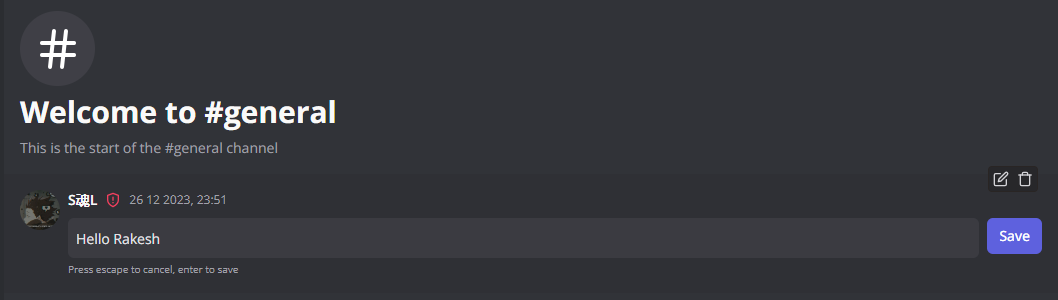 #
Welcome to #general
This is the start of the #general channel
S魂L 26 12 2023, 23:51
Hello Rakesh
Save
Press escape to cancel, enter to save